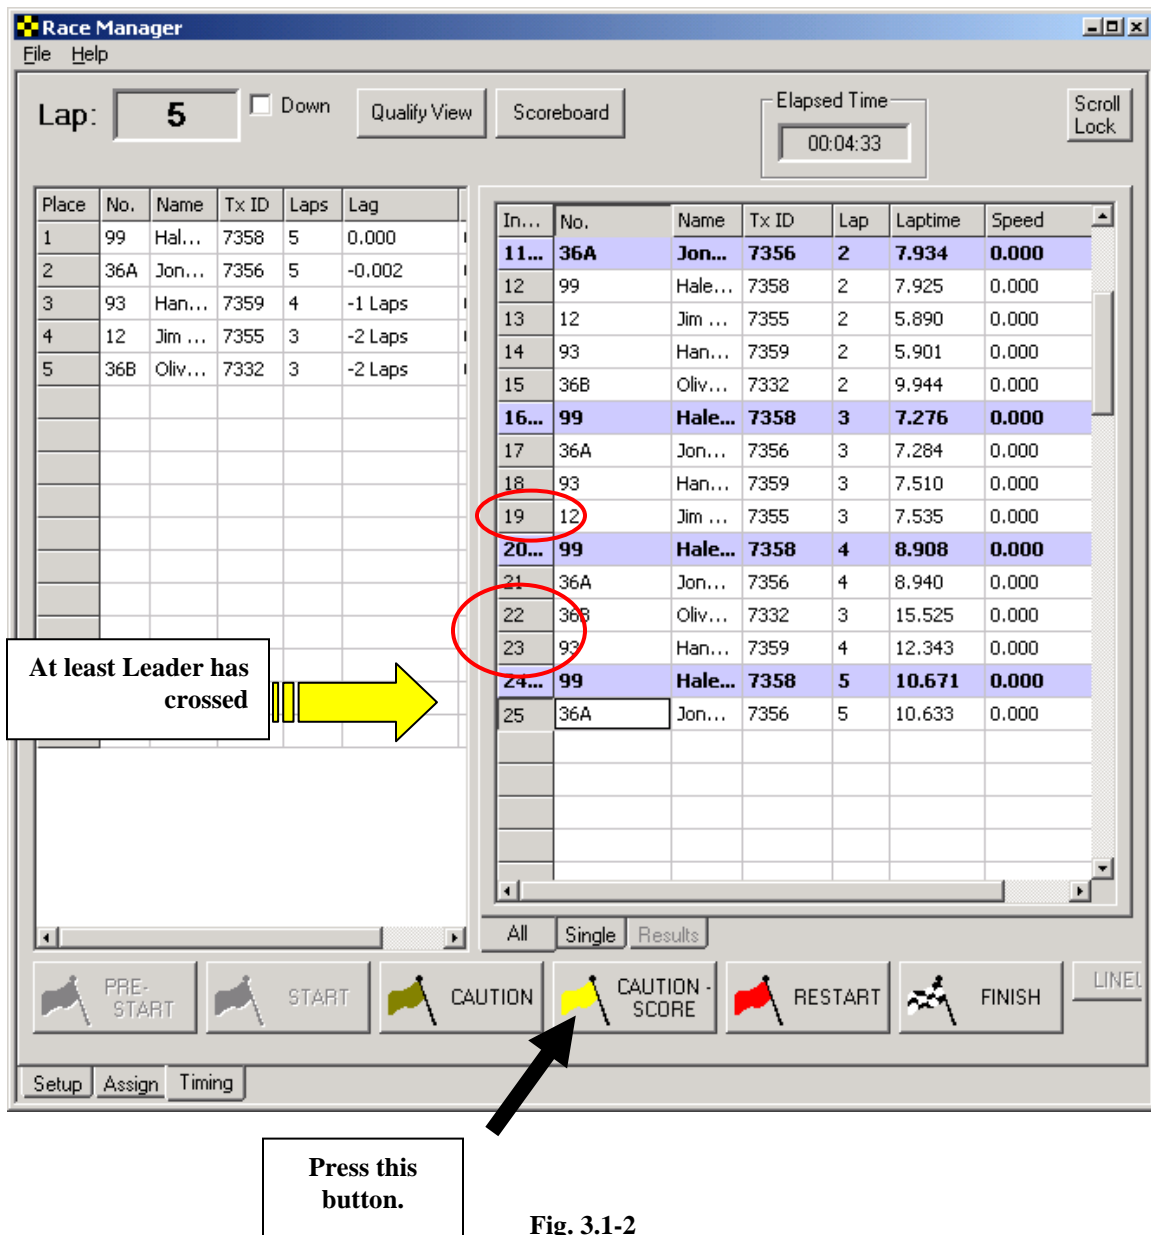 Race Manager
File Help
Lap: 5 Down Qualify View Scoreboard Elapsed Time 00:04:33 Scroll Lock
Place No. Name Tx ID Laps Lag
1 99 Hal... 7358 5 0.000
2 36A Jon... 7356 5 -0.002
3 93 Han... 7359 4 -1 Laps
4 12 Jim ... 7355 3 -2 Laps
5 36B Oliv... 7332 3 -2 Laps
In... No. Name Tx ID Lap Laptime Speed
11... 36A Jon... 7356 2 7.934 0.000
12 99 Hale... 7358 2 7.925 0.000
13 12 Jim ... 7355 2 5.890 0.000
14 93 Han... 7359 2 5.901 0.000
15 36B Oliv... 7332 2 9.944 0.000
16... 99 Hale... 7358 3 7.276 0.000
17 36A Jon... 7356 3 7.284 0.000
18 93 Han... 7359 3 7.510 0.000
19 12 Jim ... 7355 3 7.535 0.000
20... 99 Hale... 7358 4 8.908 0.000
21 36A Jon... 7356 4 8.940 0.000
22 36B Oliv... 7332 3 15.525 0.000
23 93 Han... 7359 4 12.343 0.000
24... 99 Hale... 7358 5 10.671 0.000
25 36A Jon... 7356 5 10.633 0.000
At least Leader has
crossed
All Single Results
PRE-
START
START
CAUTION
CAUTION -
SCORE
RESTART
FINISH
LINEU
Setup Assign Timing
Press this
button.
Fig. 3.1-2